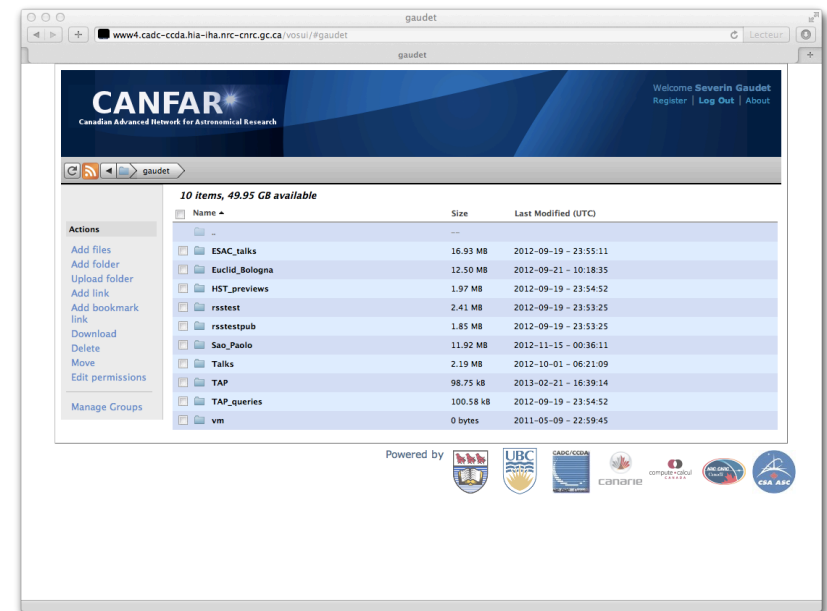 gaudet
www4.cadc-ccda.hia-iha.nrc-cnrc.gc.ca/vosui/#gaudet
Lecteur
gaudet
CANFAR
Canadian Advanced Network for Astronomical Research
Welcome Severin Gaudet
Register | Log Out | About
gaudet
10 items, 49.95 GB available
Name Size Last Modified (UTC)
Actions
.. --
Add files
Add folder
Upload folder
Add link
Add bookmark
link
Download
Delete
Move
Edit permissions
Manage Groups
ESAC_talks 16.93 MB 2012-09-19 - 23:55:11
Euclid_Bologna 12.50 MB 2012-09-21 - 10:18:35
HST_previews 1.97 MB 2012-09-19 - 23:54:52
rsstest 2.41 MB 2012-09-19 - 23:53:25
rsstestpub 1.85 MB 2012-09-19 - 23:53:25
Sao_Paolo 11.92 MB 2012-11-15 - 00:36:11
Talks 2.19 MB 2012-10-01 - 06:21:09
TAP 98.75 kB 2013-02-21 - 16:39:14
TAP_queries 100.58 kB 2012-09-19 - 23:54:52
vm 0 bytes 2011-05-09 - 22:59:45
Powered by
UBC
CADC/CCDA
canarie
compute • calcul
CANADA
CSA ASC